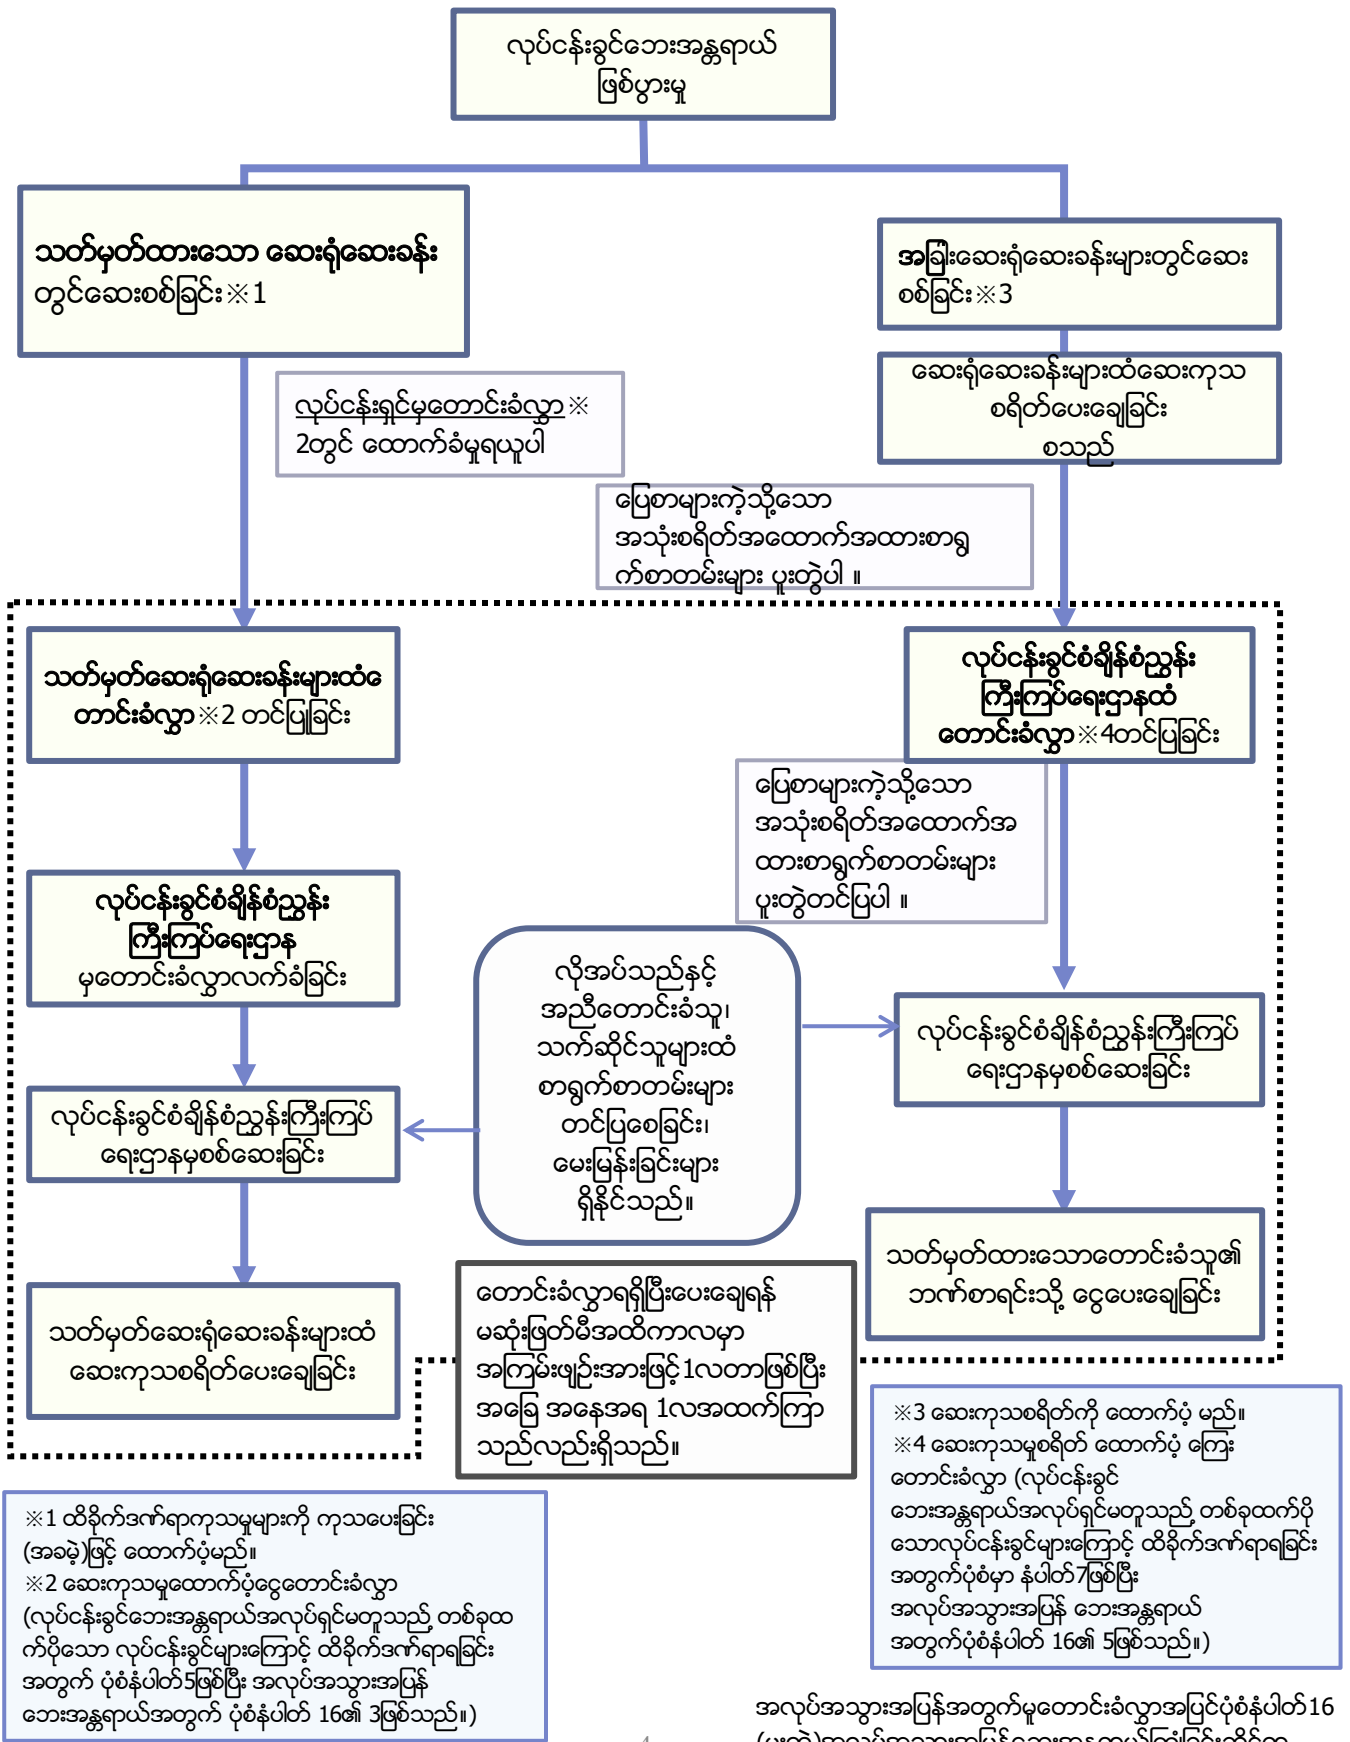 လုပ်ငန်းခွင်ဘေးအန္တရာယ်
ဖြစ်ပွားမှု
သတ်မှတ်ထားသော ဆေးရုံဆေးခန်း
တွင်ဆေးစစ်ခြင်း※1
အခြားဆေးရုံဆေးခန်းများတွင်ဆေး
စစ်ခြင်း※3
ဆေးရုံဆေးခန်းများထံဆေးကုသ
စရိတ်ပေးချေခြင်း
စသည်
လုပ်ငန်းရှင်မှတောင်းခံလွှာ※
2တွင် ထောက်ခံမှုရယူပါ
ပြေစာများကဲ့သို့သော
အသုံးစရိတ်အထောက်အထားစာရွ
က်စာတမ်းများ ပူးတွဲပါ ။
သတ်မှတ်ဆေးရုံဆေးခန်းများထံေ
တာင်းခံလွှာ※2 တင်ပြခြင်း
လုပ်ငန်းခွင်စံချိန်စံညွှန်း
ကြီးကြပ်ရေးဌာနထံ
တောင်းခံလွှာ※4တင်ပြခြင်း
ပြေစာများကဲ့သို့သော
အသုံးစရိတ်အထောက်အ
ထားစာရွက်စာတမ်းများ
ပူးတွဲတင်ပြပါ ။
လုပ်ငန်းခွင်စံချိန်စံညွှန်း
ကြီးကြပ်ရေးဌာန
မှတောင်းခံလွှာလက်ခံခြင်း
လိုအပ်သည်နှင့်
အညီတောင်းခံသူ၊
သက်ဆိုင်သူများထံ
စာရွက်စာတမ်းများ
တင်ပြစေခြင်း၊
မေးမြန်းခြင်းများ
ရှိနိုင်သည်။
လုပ်ငန်းခွင်စံချိန်စံညွှန်းကြီးကြပ်
ရေးဌာနမှစစ်ဆေးခြင်း
လုပ်ငန်းခွင်စံချိန်စံညွှန်းကြီးကြပ်
ရေးဌာနမှစစ်ဆေးခြင်း
သတ်မှတ်ထားသောတောင်းခံသူ၏
ဘဏ်စာရင်းသို့ ငွေပေးချေခြင်း
သတ်မှတ်ဆေးရုံဆေးခန်းများထံ
ဆေးကုသစရိတ်ပေးချေခြင်း
တောင်းခံလွှာရရှိပြီးပေးချေရန်
မဆုံးဖြတ်မီအထိကာလမှာ
အကြမ်းဖျဉ်းအားဖြင့်1လတာဖြစ်ပြီး
အခြေ အနေအရ 1လအထက်ကြာ
သည်လည်းရှိသည်။
※3 ဆေးကုသစရိတ်ကို ထောက်ပံ့ မည်။
※4 ဆေးကုသမှုစရိတ် ထောက်ပံ့ ကြေး
တောင်းခံလွှာ (လုပ်ငန်းခွင်
ဘေးအန္တရာယ်အလုပ်ရှင်မတူသည့် တစ်ခုထက်ပို
သောလုပ်ငန်းခွင်များကြောင့် ထိခိုက်ဒဏ်ရာရခြင်း
အတွက်ပုံစံမှာ နံပါတ်7ဖြစ်ပြီး
အလုပ်အသွားအပြန် ဘေးအန္တရာယ်
အတွက်ပုံစံနံပါတ် 16၏ 5ဖြစ်သည်။)
※1 ထိခိုက်ဒဏ်ရာကုသမှုများကို ကုသပေးခြင်း
(အခမဲ့)ဖြင့် ထောက်ပံ့မည်။
※2 ဆေးကုသမှုထောက်ပံ့ငွေတောင်းခံလွှာ
(လုပ်ငန်းခွင်ဘေးအန္တရာယ်အလုပ်ရှင်မတူသည့် တစ်ခုထ
က်ပိုသော လုပ်ငန်းခွင်များကြောင့် ထိခိုက်ဒဏ်ရာရခြင်း
အတွက် ပုံစံနံပါတ်5ဖြစ်ပြီး အလုပ်အသွားအပြန်
ဘေးအန္တရာယ်အတွက် ပုံစံနံပါတ် 16၏ 3ဖြစ်သည်။)
အလုပ်အသွားအပြန်အတွက်မူတောင်းခံလွှာအပြင်ပုံစံနံပါတ်16